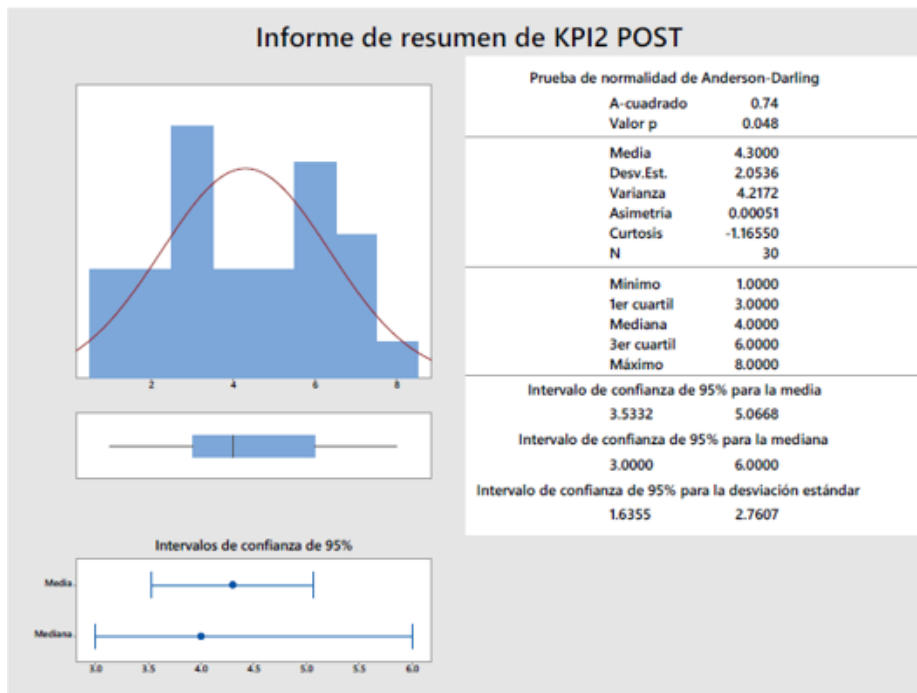 Informe de resumen de KPI2 POST
2 4 6 8
Intervalos de confianza de 95%
Media
Mediana
3.0 3.5 4.0 4.5 5.0 5.5 6.0
Prueba de normalidad de Anderson-Darling
A-cuadrado 0.74
Valor p 0.048
Media 4.3000
Desv.Est. 2.0536
Varianza 4.2172
Asimetría 0.00051
Curtosis -1.16550
N 30
Mínimo 1.0000
1er cuartil 3.0000
Mediana 4.0000
3er cuartil 6.0000
Máximo 8.0000
Intervalo de confianza de 95% para la media
3.5332 5.0668
Intervalo de confianza de 95% para la mediana
3.0000 6.0000
Intervalo de confianza de 95% para la desviación estándar
1.6355 2.7607